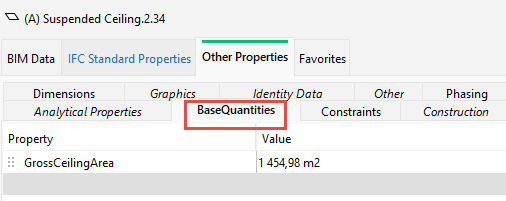 (A) Suspended Ceiling.2.34
BIM Data IFC Standard Properties Other Properties Favorites
Dimensions Graphics Identity Data Other Phasing
Analytical Properties BaseQuantities Constraints Construction
Property Value
GrossCeilingArea 1 454,98 m2